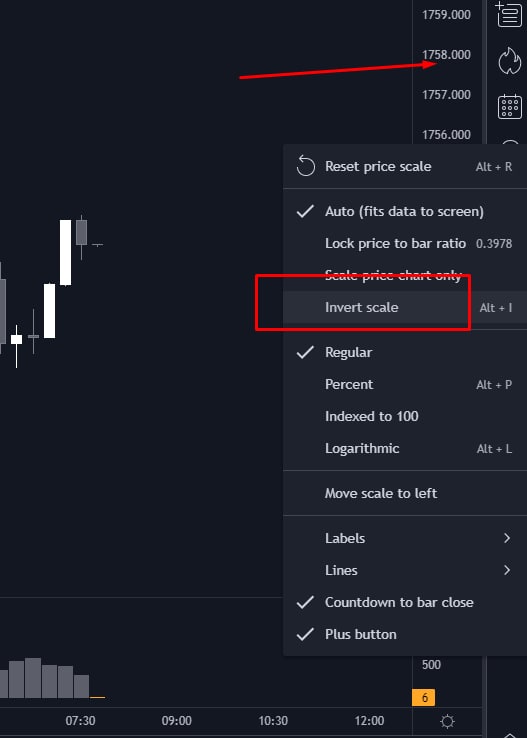 1759.000
1758.000
1757.000
1756.000
Reset price scale Alt + R
Auto (fits data to screen)
Lock price to bar ratio 0.3978
Scale price chart only
Invert scale Alt + I
Regular
Percent Alt + P
Indexed to 100
Logarithmic Alt + L
Move scale to left
Labels
Lines
Countdown to bar close
Plus button
500
6
07:30 09:00 10:30 12:00